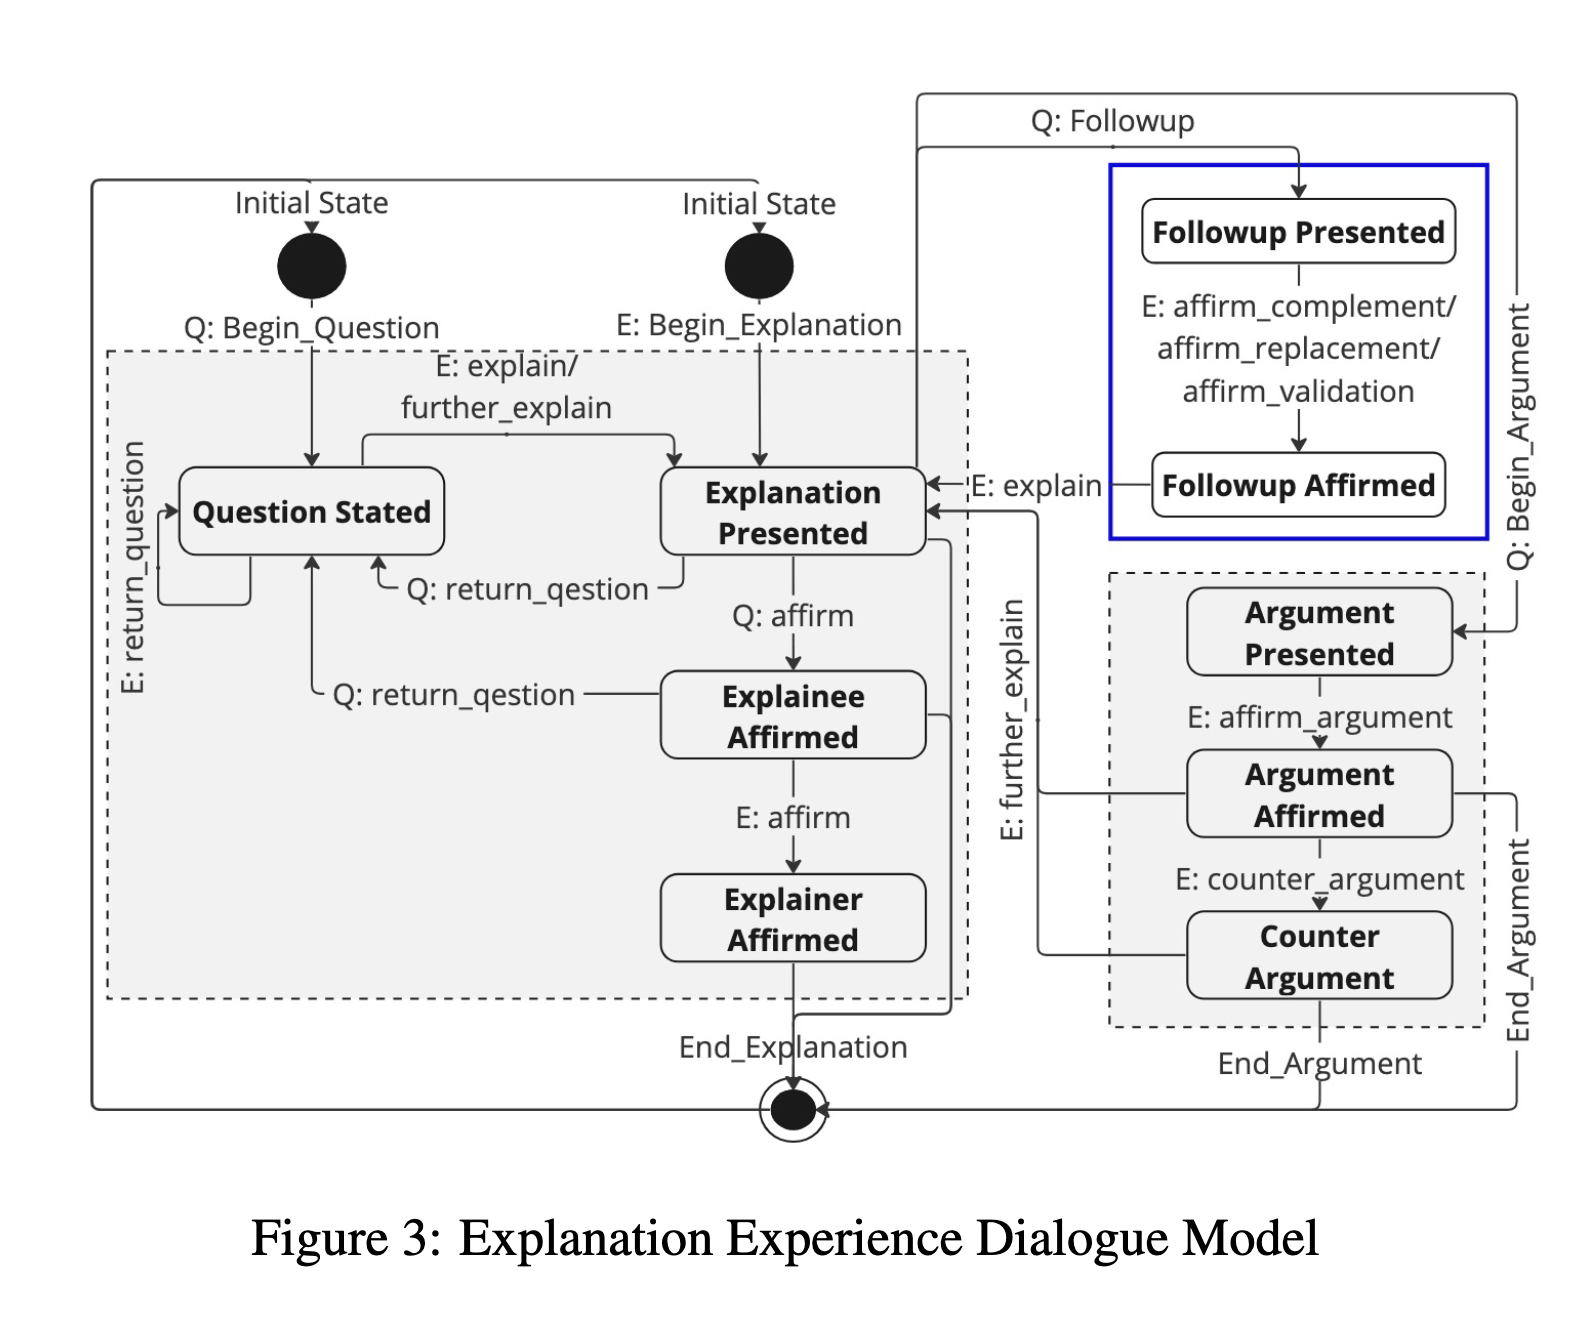 Q: Followup
Initial State
Initial State
Followup Presented
Q: Begin_Question
E: Begin_Explanation
E: affirm_complement/
affirm_replacement/
affirm_validation
E: explain/
further_explain
Q: Begin_Argument
E: return_question
Question Stated
Explanation
Presented
E: explain
Followup Affirmed
Q: return_qestion
Q: affirm
Argument
Presented
E: further_explain
Q: return_qestion
Explainee
Affirmed
E: affirm_argument
Argument
Affirmed
E: affirm
E: counter_argument
Explainer
Affirmed
Counter
Argument
End_Argument
End_Explanation
End_Argument
Figure 3: Explanation Experience Dialogue Model